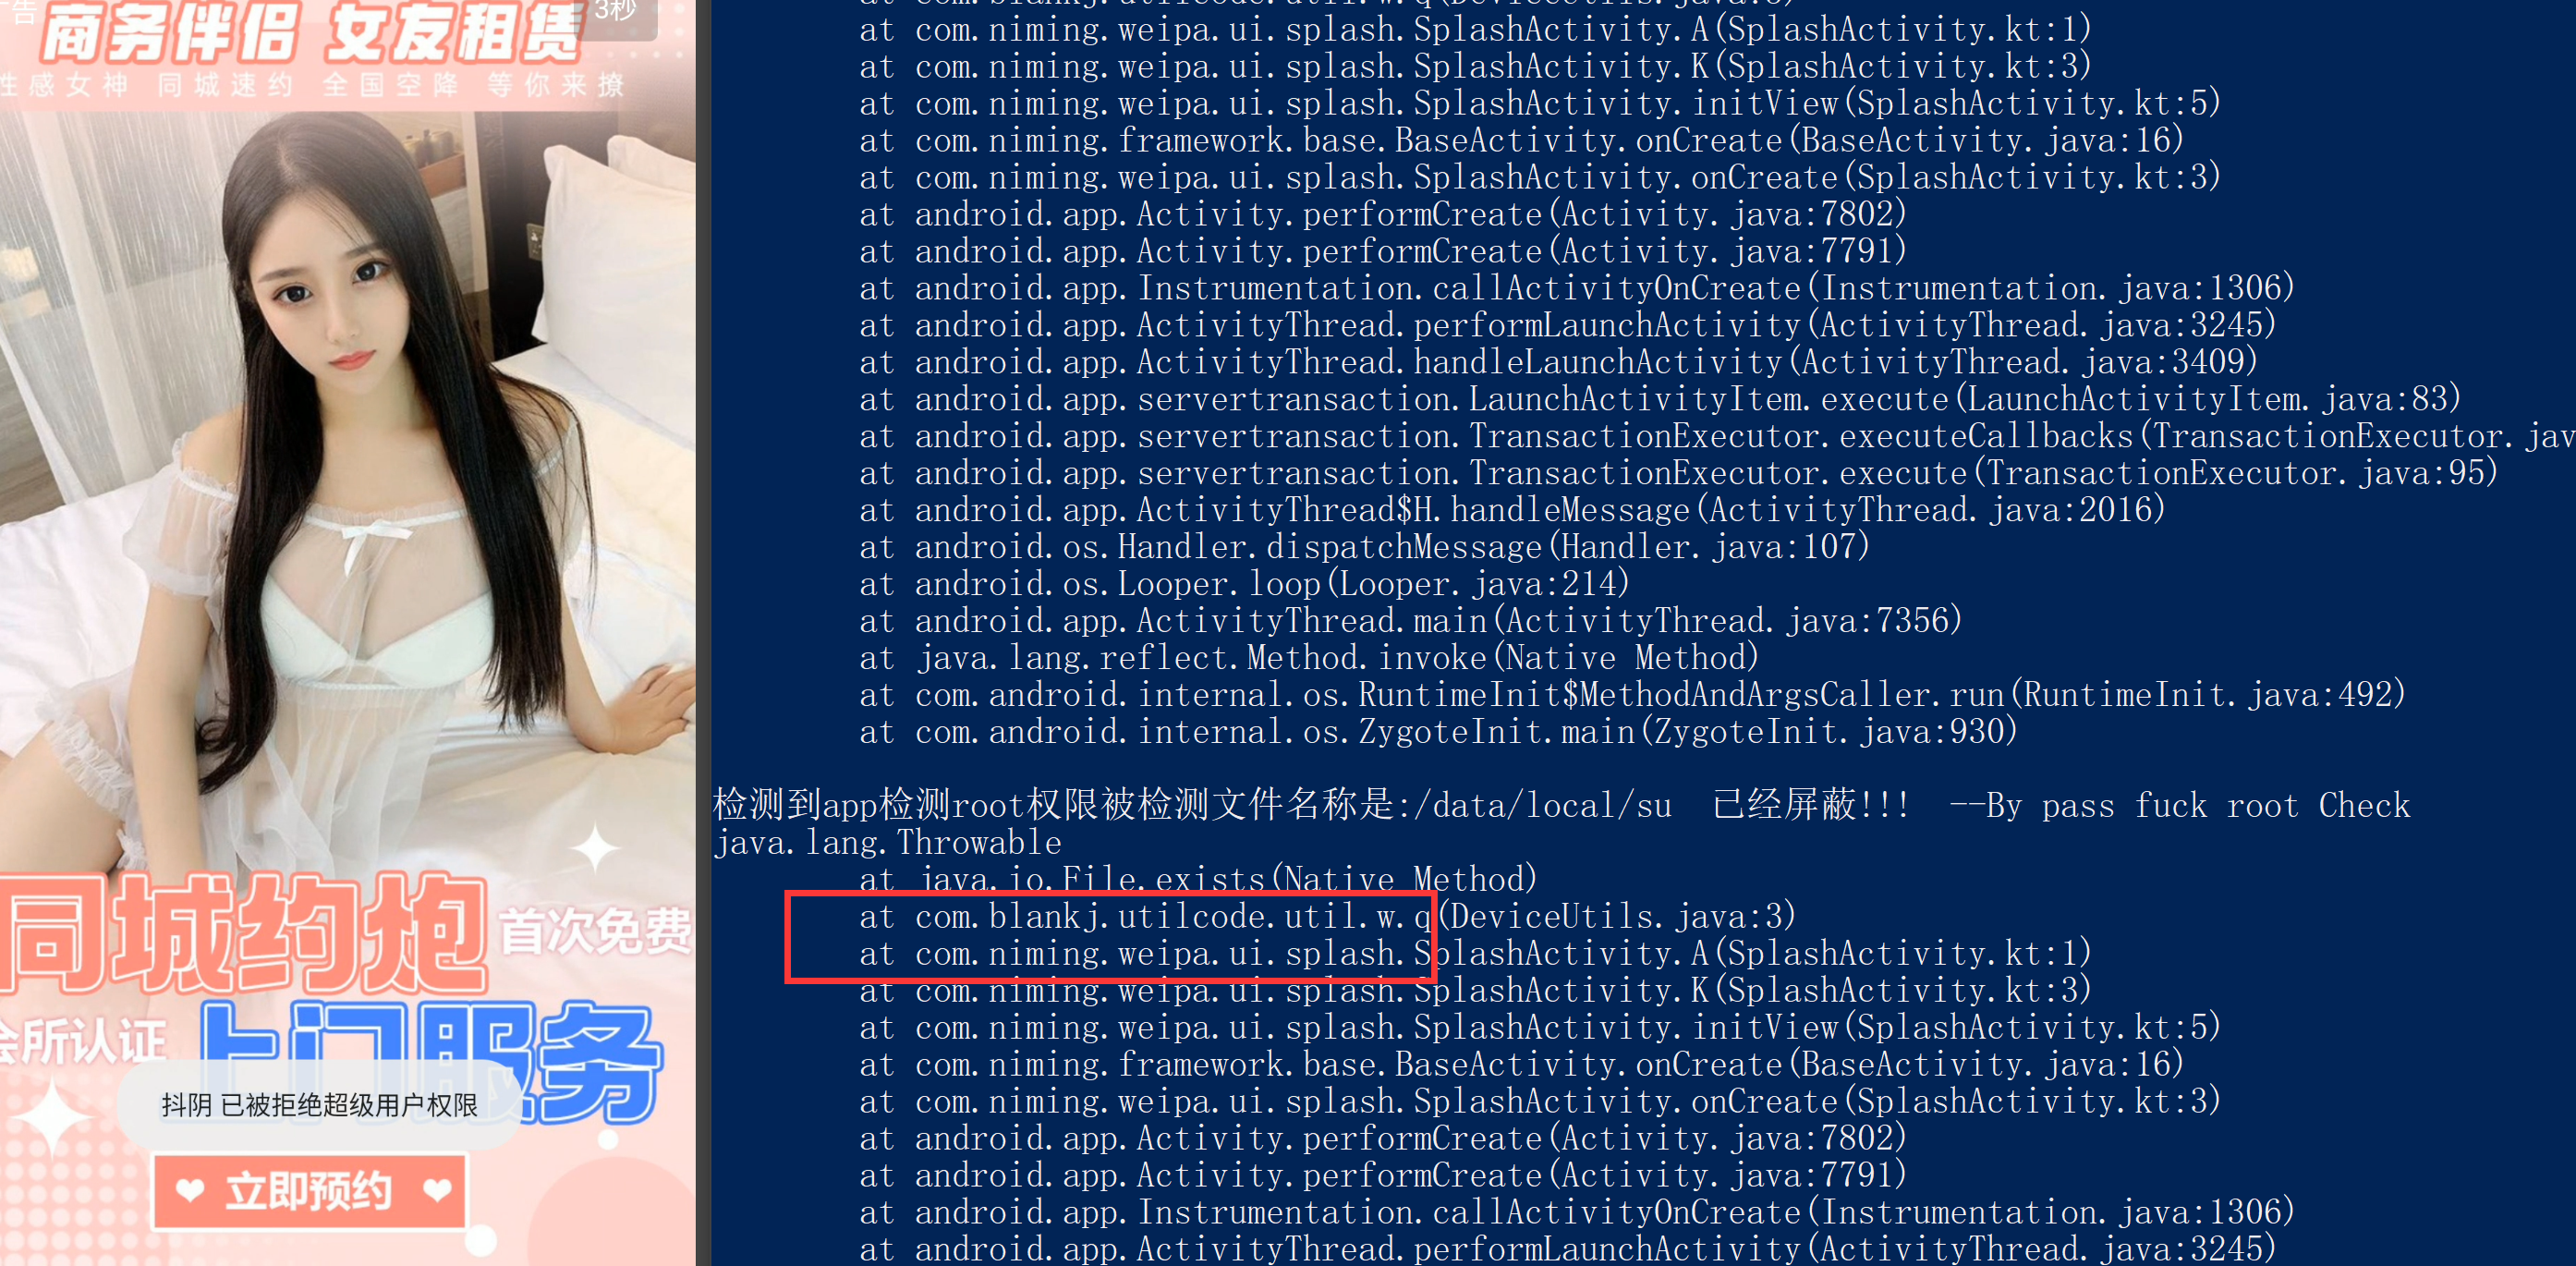 广告
3秒
商务伴侣 女友租赁
性感女神 同城速约 全国空降 等你来撩
同城约炮 首次免费
会所认证 上门服务
抖阴 已被拒绝超级用户权限
立即预约
at com.blankj.utilcode.util.w.q(DeviceUtils.java:3)
at com.niming.weipa.ui.splash.SplashActivity.A(SplashActivity.kt:1)
at com.niming.weipa.ui.splash.SplashActivity.K(SplashActivity.kt:3)
at com.niming.weipa.ui.splash.SplashActivity.initView(SplashActivity.kt:5)
at com.niming.framework.base.BaseActivity.onCreate(BaseActivity.java:16)
at com.niming.weipa.ui.splash.SplashActivity.onCreate(SplashActivity.kt:3)
at android.app.Activity.performCreate(Activity.java:7802)
at android.app.Activity.performCreate(Activity.java:7791)
at android.app.Instrumentation.callActivityOnCreate(Instrumentation.java:1306)
at android.app.ActivityThread.performLaunchActivity(ActivityThread.java:3245)
at android.app.ActivityThread.handleLaunchActivity(ActivityThread.java:3409)
at android.app.servertransaction.LaunchActivityItem.execute(LaunchActivityItem.java:83)
at android.app.servertransaction.TransactionExecutor.executeCallbacks(TransactionExecutor.jav
at android.app.servertransaction.TransactionExecutor.execute(TransactionExecutor.java:95)
at android.app.ActivityThread$H.handleMessage(ActivityThread.java:2016)
at android.os.Handler.dispatchMessage(Handler.java:107)
at android.os.Looper.loop(Looper.java:214)
at android.app.ActivityThread.main(ActivityThread.java:7356)
at java.lang.reflect.Method.invoke(Native Method)
at com.android.internal.os.RuntimeInit$MethodAndArgsCaller.run(RuntimeInit.java:492)
at com.android.internal.os.ZygoteInit.main(ZygoteInit.java:930)
检测到app检测root权限被检测文件名称是:/data/local/su 已经屏蔽!!! --By pass fuck root Check
java.lang.Throwable
at java.io.File.exists(Native Method)
at com.blankj.utilcode.util.w.q(DeviceUtils.java:3)
at com.niming.weipa.ui.splash.SplashActivity.A(SplashActivity.kt:1)
at com.niming.weipa.ui.splash.SplashActivity.K(SplashActivity.kt:3)
at com.niming.weipa.ui.splash.SplashActivity.initView(SplashActivity.kt:5)
at com.niming.framework.base.BaseActivity.onCreate(BaseActivity.java:16)
at com.niming.weipa.ui.splash.SplashActivity.onCreate(SplashActivity.kt:3)
at android.app.Activity.performCreate(Activity.java:7802)
at android.app.Activity.performCreate(Activity.java:7791)
at android.app.Instrumentation.callActivityOnCreate(Instrumentation.java:1306)
at android.app.ActivityThread.performLaunchActivity(ActivityThread.java:3245)